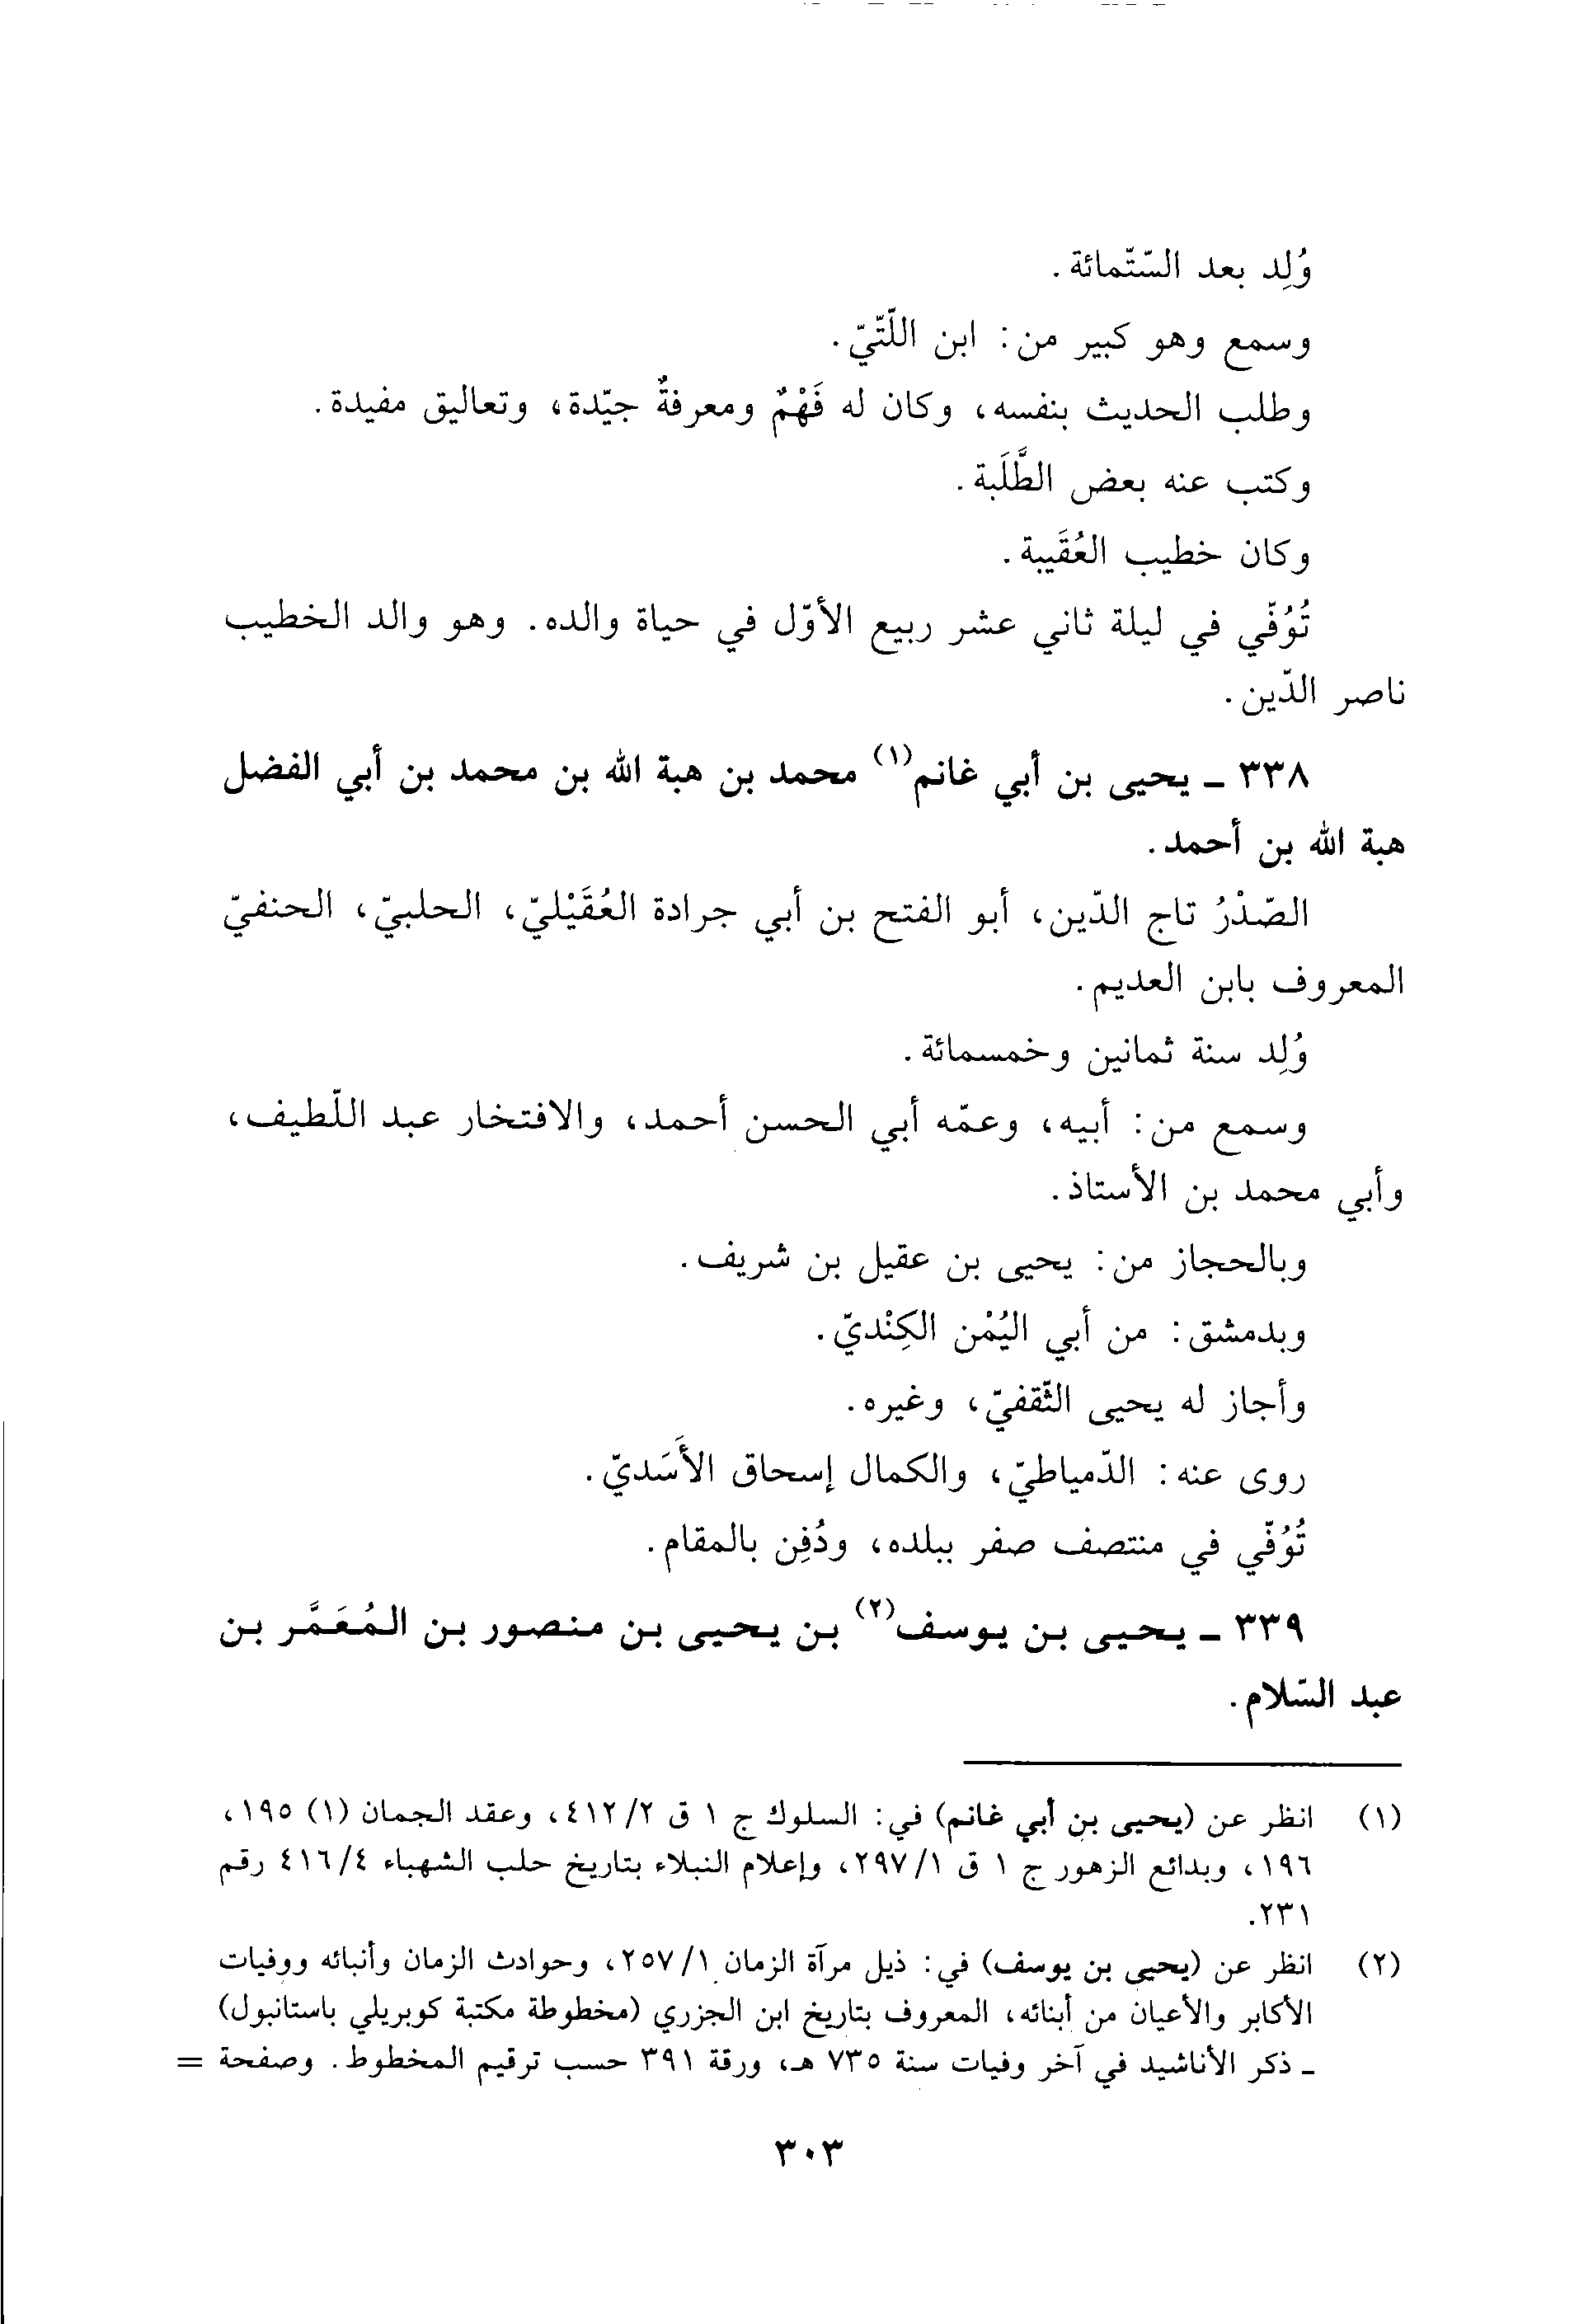 وُلِد بعد السّتّمائة.
وسمع وهو كبير من: ابن اللّتّيّ.
وطلب الحديث بنفسه، وكان له فَهْمٌ ومعرفةٌ جيّدة، وتعاليق مفيدة.
وكتب عنه بعض الطَّلَبة.
وكان خطيب العُقَيبة.
تُوُفّي في ليلة ثاني عشر ربيع الأوّل في حياة والده. وهو والد الخطيب
ناصر الدّين.
٣٣٨ ـ يحيى بن أبي غانم(١) محمد بن هبة الله بن محمد بن أبي الفضل
هبة الله بن أحمد.
الصّدْرُ تاج الدّين، أبو الفتح بن أبي جرادة العُقَيْليّ، الحلبيّ، الحنفيّ
المعروف بابن العديم.
وُلِد سنة ثمانين وخمسمائة.
وسمع من: أبيه، وعمّه أبي الحسن أحمد، والافتخار عبد اللّطيف،
وأبي محمد بن الأستاذ.
وبالحجاز من: يحيى بن عقيل بن شريف.
وبدمشق: من أبي اليُمْن الكِنْديّ.
وأجاز له يحيى الثّقفيّ، وغيره.
روى عنه: الدّمياطيّ، والكمال إسحاق الأَسَديّ.
تُوُفّي في منتصف صفر ببلده، ودُفِن بالمقام.
٣٣٩ ـ يحيى بن يوسف(٢) بن يحيى بن منصور بن المُعَمَّر بن
عبد السّلام.
(١) انظر عن (يحيى بن أبي غانم) في: السلوك ج ١ ق ٢/ ٤١٢، وعقد الجمان (١) ١٩٥،
١٩٦، وبدائع الزهور ج ١ ق ١/ ٢٩٧، وإعلام النبلاء بتاريخ حلب الشهباء ٤/ ٤١٦ رقم
٢٣١.
(٢) انظر عن (يحيى بن يوسف) في: ذيل مرآة الزمان ١/ ٢٥٧، وحوادث الزمان وأنبائه ووفيات
الأكابر والأعيان من أبنائه، المعروف بتاريخ ابن الجزري (مخطوطة مكتبة كوبريلي باستانبول)
ـ ذكر الأناشيد في آخر وفيات سنة ٧٣٥ هـ، ورقة ٣٩١ حسب ترقيم المخطوط. وصفحة =
٣٠٣